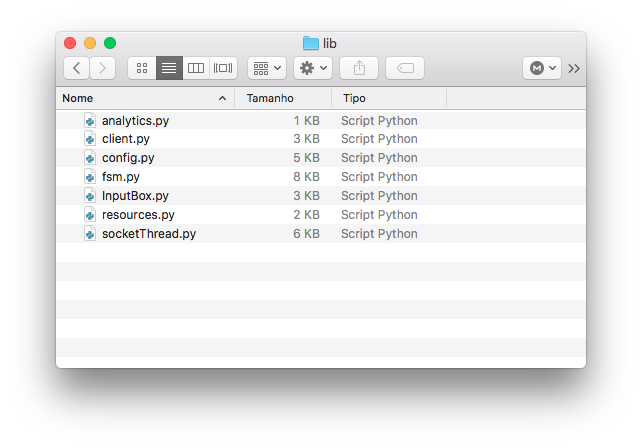 lib
M
Nome Tamanho Tipo
analytics.py 1 KB Script Python
client.py 3 KB Script Python
config.py 5 KB Script Python
fsm.py 8 KB Script Python
InputBox.py 3 KB Script Python
resources.py 2 KB Script Python
socketThread.py 6 KB Script Python